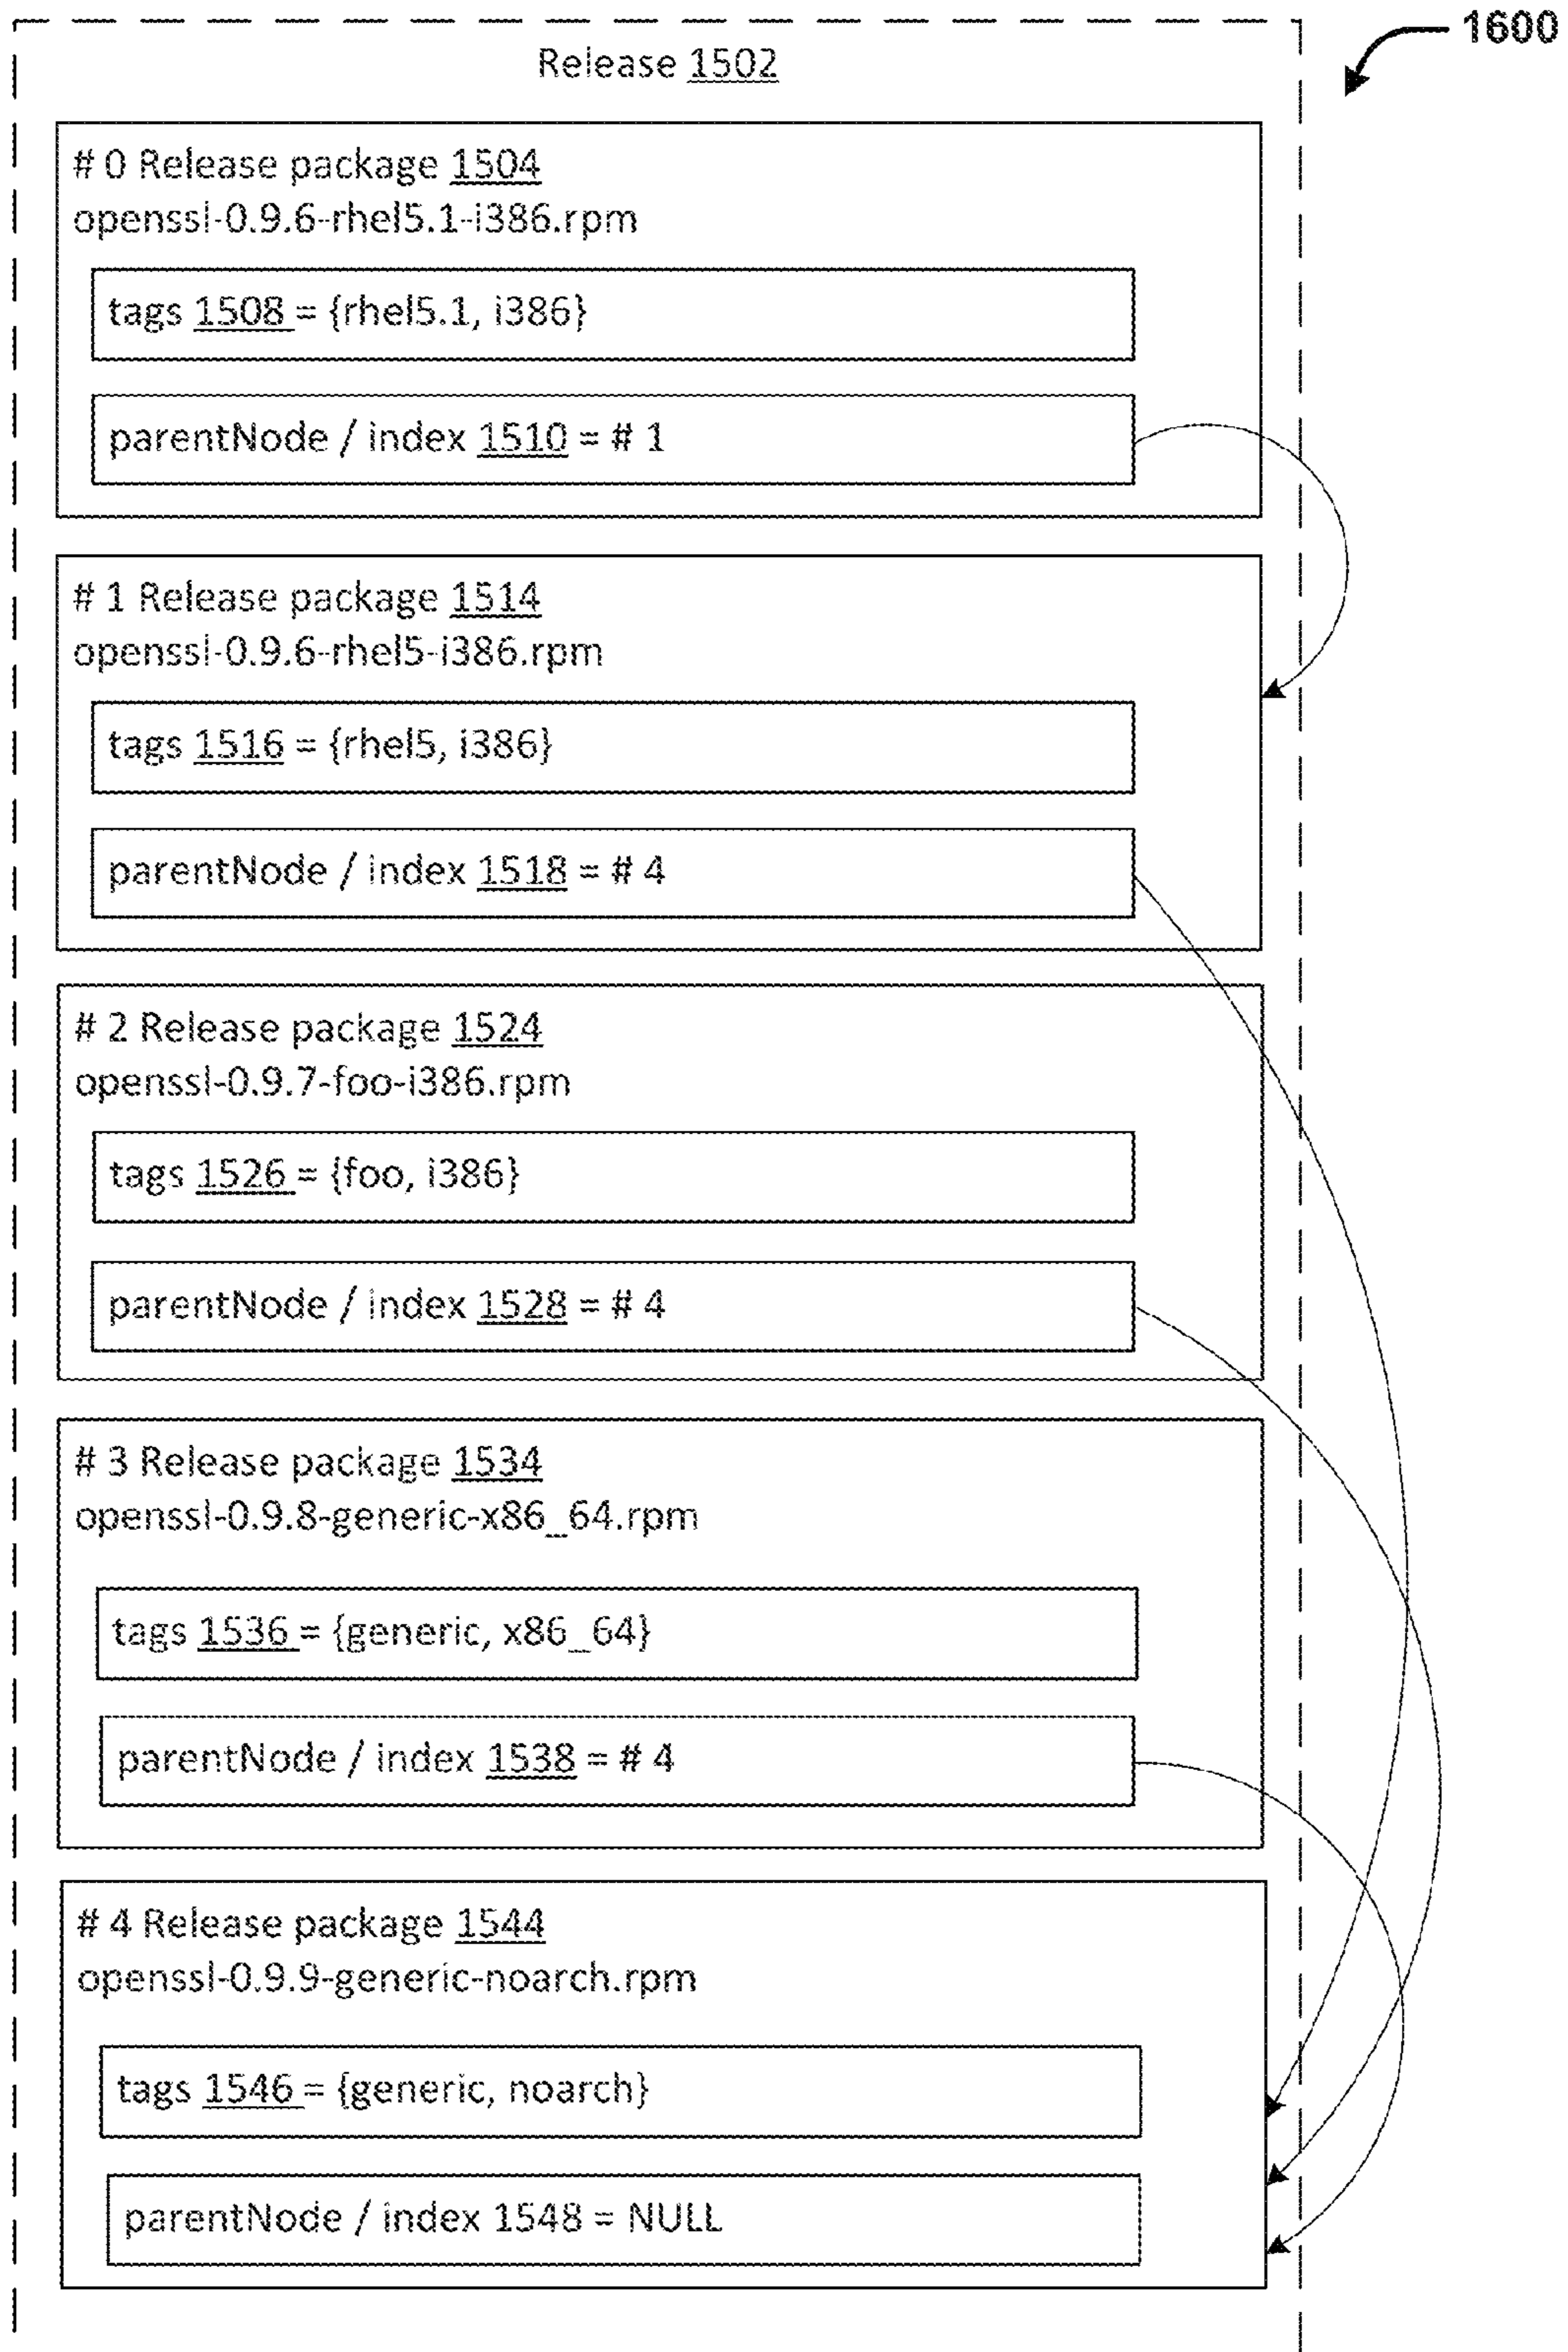 1600
Release 1502
# 0 Release package 1504
openssl-0.9.6-rhel5.1-i386.rpm
tags 1508 = {rhel5.1, i386}
parentNode / index 1510 = # 1
# 1 Release package 1514
openssl-0.9.6-rhel5-i386.rpm
tags 1516 = {rhel5, i386}
parentNode / index 1518 = # 4
# 2 Release package 1524
openssl-0.9.7-foo-i386.rpm
tags 1526 = {foo, i386}
parentNode / index 1528 = # 4
# 3 Release package 1534
openssl-0.9.8-generic-x86_64.rpm
tags 1536 = {generic, x86_64}
parentNode / index 1538 = # 4
# 4 Release package 1544
openssl-0.9.9-generic-noarch.rpm
tags 1546 = {generic, noarch}
parentNode / index 1548 = NULL